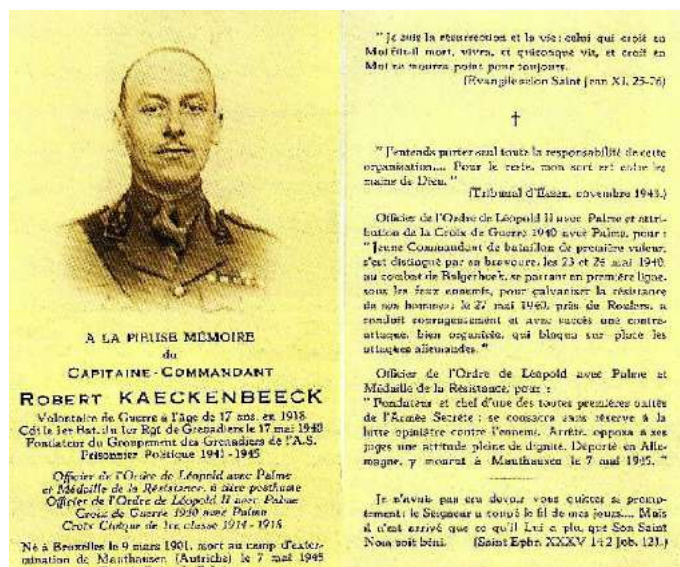 A LA PIEUSE MÉMOIRE
du
CAPITAINE-COMMANDANT
ROBERT KAECKENBEECK
Volontaire de Guerre à l'âge de 17 ans, en 1918
Cdt le 1er Bat. du 1er Rgt de Grenadiers le 17 mai 1940
Fondateur du Groupement des Grenadiers de l'A.S.
Prisonnier Politique 1941-1945
Officier de l'Ordre de Léopold avec Palme
et Médaille de la Résistance, à titre posthume
Officier de l'Ordre de Léopold II avec Palme
Croix de Guerre 1940 avec Palme
Croix Civique de 1re classe 1914-1918
Né à Bruxelles le 9 mars 1901, mort au camp d'exter-
mination de Mauthausen (Autriche) le 7 mai 1945
" Je suis la résurrection et la vie: celui qui croit en
Moi fût-il mort, vivra, et quiconque vit, et croit en
Moi ne mourra point pour toujours.
(Evangile selon Saint Jean XI, 25-26)
" J'entends porter seul toute la responsabilité de cette
organisation.... Pour le reste, mon sort est entre les
mains de Dieu. "
(Tribunal d'Essen, novembre 1943.)
Officier de l'Ordre de Léopold II avec Palme et attri-
bution de la Croix de Guerre 1940 avec Palme, pour :
" Jeune Commandant de bataillon de première valeur,
s'est distingué par sa bravoure, les 23 et 26 mai 1940,
au combat de Balgerhoek, se portant en première ligne,
sous les feux ennemis, pour galvaniser la résistance
de ses hommes; le 27 mai 1940, près de Roulers, a
conduit courageusement et avec succès une contre-
attaque, bien organisée, qui bloqua sur place les
attaques allemandes. "
Officier de l'Ordre de Léopold avec Palme et
Médaille de la Résistance, pour :
" Fondateur et chef d'une des toutes premières unités
de l'Armée Secrète ; se consacra sans réserve à la
lutte opiniâtre contre l'ennemi. Arrêté, opposa à ses
juges une attitude pleine de dignité. Déporté en Alle-
magne, y mourut à Mauthausen le 7 mai 1945. "
Je n'avais pas cru devoir vous quitter si promp-
tement; le Seigneur a coupé le fil de mes jours.... Mais
il n'est arrivé que ce qu'il Lui a plu, que Son Saint
Nom soit béni. (Saint Ephr. XXXV 142 Job. 121.)